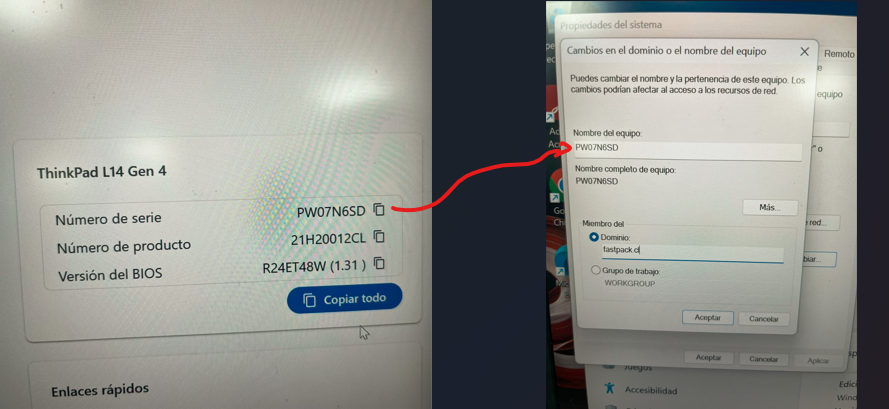 ThinkPad L14 Gen 4
Número de serie PW07N6SD
Número de producto 21H20012CL
Versión del BIOS R24ET48W (1.31 )
Copiar todo
Enlaces rápidos
Propiedades del sistema
Cambios en el dominio o el nombre del equipo
Remoto
Puedes cambiar el nombre y la pertenencia de este equipo. Los
cambios podrían afectar al acceso a los recursos de red.
equipo
Nombre del equipo:
PW07N6SD
Nombre completo de equipo:
PW07N6SD
Más...
Miembro del
Dominio:
fastpack.cl
Grupo de trabajo:
WORKGROUP
Aceptar Cancelar
Aceptar Cancelar Aplicar
Juegos
Accesibilidad